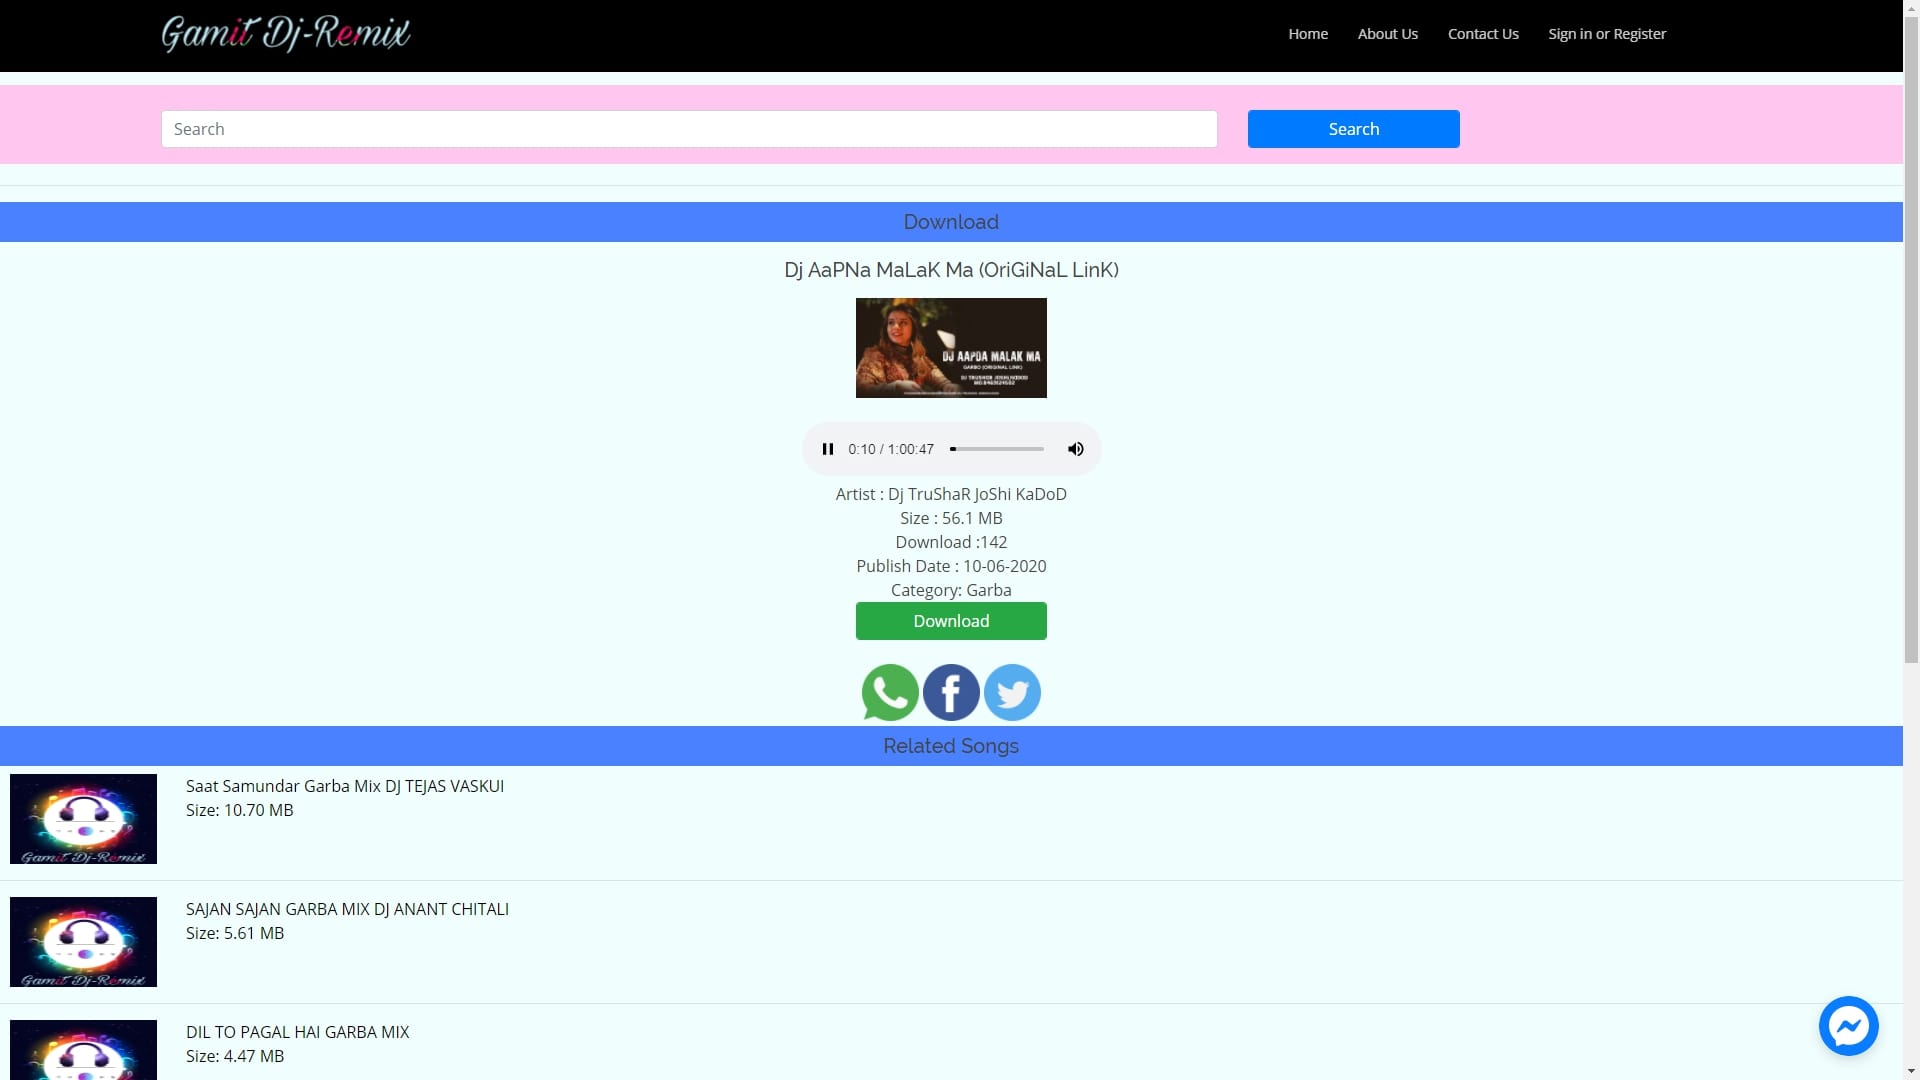 Gamit Dj-Remix
Home
About Us
Contact Us
Sign in or Register
Search
Search
Download
Dj AaPNa MaLaK Ma (OriGiNaL LinK)
DJ AAPDA MALAK MA
GARBO (ORIGINAL LINK)
0:10 / 1:00:47
Artist : Dj TruShaR JoShi KaDoD
Size : 56.1 MB
Download :142
Publish Date : 10-06-2020
Category: Garba
Download
Related Songs
Gamit Dj-Remix
Saat Samundar Garba Mix DJ TEJAS VASKUI
Size: 10.70 MB
Gamit Dj-Remix
SAJAN SAJAN GARBA MIX DJ ANANT CHITALI
Size: 5.61 MB
DIL TO PAGAL HAI GARBA MIX
Size: 4.47 MB